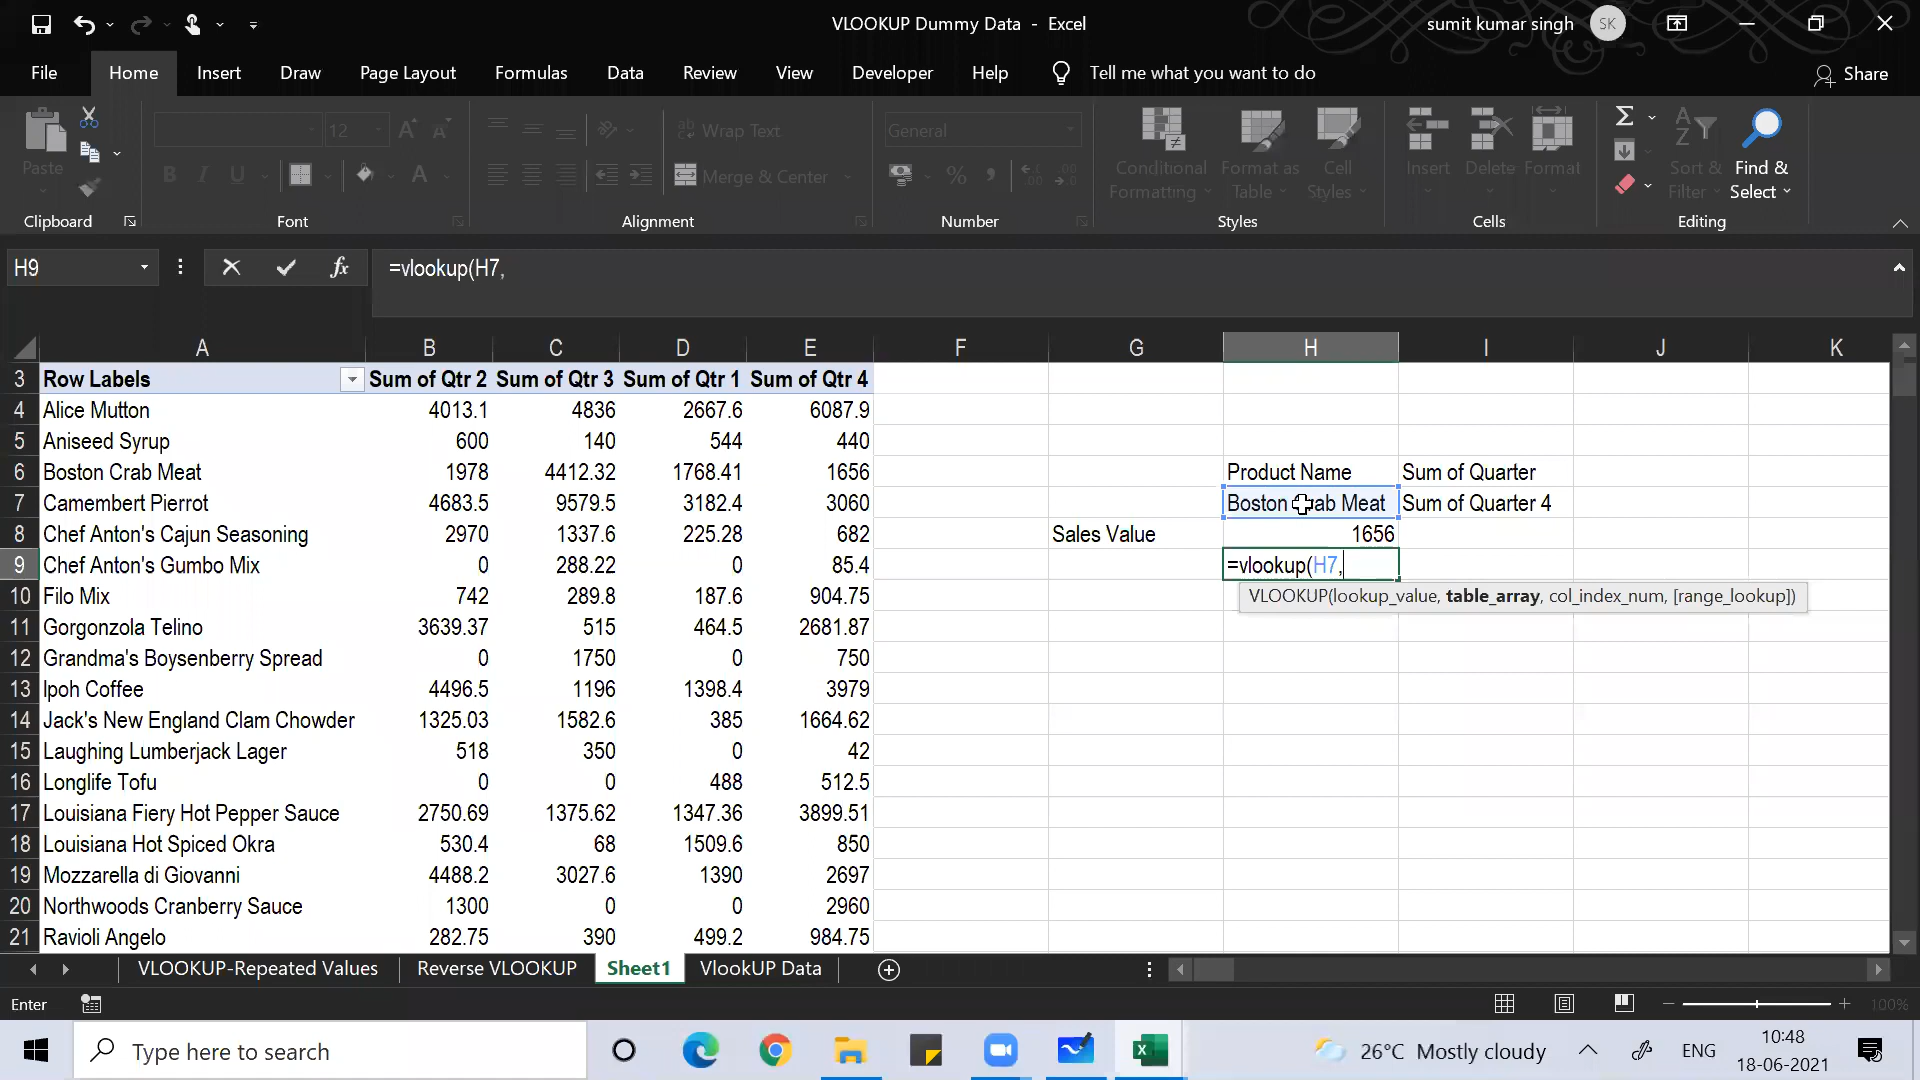 VLOOKUP Dummy Data - Excel
sumit kumar singh SK
File Home Insert Draw Page Layout Formulas Data Review View Developer Help Tell me what you want to do Share
Paste 12 Wrap Text General Conditional Formatting Format as Table Cell Styles Insert Delete Format Sort & Filter Find & Select
B I U A Merge & Center
Clipboard Font Alignment Number Styles Cells Editing
H9 fx =vlookup(H7,
A B C D E F G H I J K
3 Row Labels Sum of Qtr 2 Sum of Qtr 3 Sum of Qtr 1 Sum of Qtr 4
4 Alice Mutton 4013.1 4836 2667.6 6087.9
5 Aniseed Syrup 600 140 544 440
6 Boston Crab Meat 1978 4412.32 1768.41 1656 Product Name Sum of Quarter
7 Camembert Pierrot 4683.5 9579.5 3182.4 3060 Boston Crab Meat Sum of Quarter 4
8 Chef Anton's Cajun Seasoning 2970 1337.6 225.28 682 Sales Value 1656
9 Chef Anton's Gumbo Mix 0 288.22 0 85.4 =vlookup(H7,
VLOOKUP(lookup_value, table_array, col_index_num, [range_lookup])
10 Filo Mix 742 289.8 187.6 904.75
11 Gorgonzola Telino 3639.37 515 464.5 2681.87
12 Grandma's Boysenberry Spread 0 1750 0 750
13 Ipoh Coffee 4496.5 1196 1398.4 3979
14 Jack's New England Clam Chowder 1325.03 1582.6 385 1664.62
15 Laughing Lumberjack Lager 518 350 0 42
16 Longlife Tofu 0 0 488 512.5
17 Louisiana Fiery Hot Pepper Sauce 2750.69 1375.62 1347.36 3899.51
18 Louisiana Hot Spiced Okra 530.4 68 1509.6 850
19 Mozzarella di Giovanni 4488.2 3027.6 1390 2697
20 Northwoods Cranberry Sauce 1300 0 0 2960
21 Ravioli Angelo 282.75 390 499.2 984.75
VLOOKUP-Repeated Values Reverse VLOOKUP Sheet1 VlookUP Data
Enter 100%
Type here to search 26°C Mostly cloudy ENG 10:48
18-06-2021